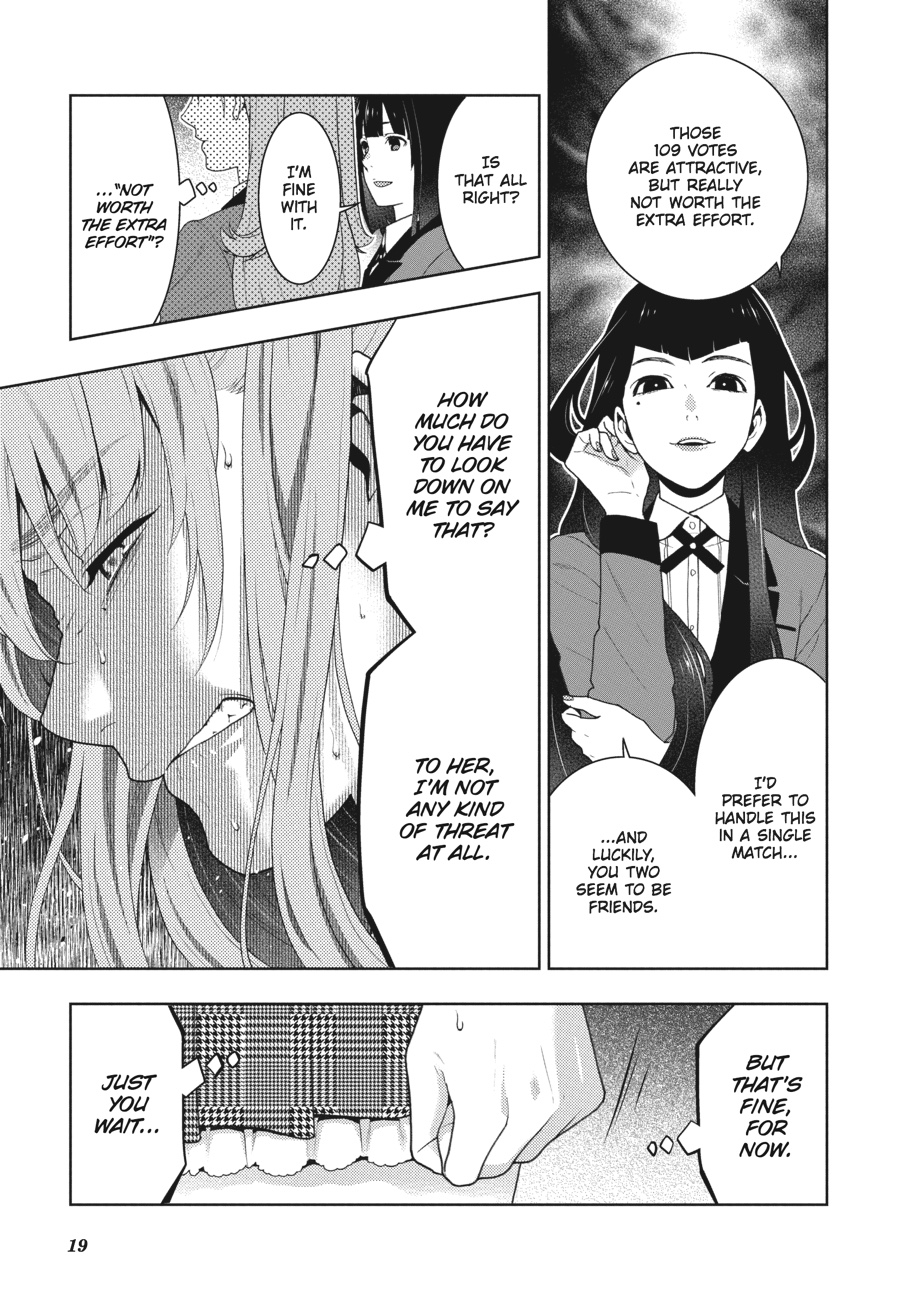 THOSE
109 VOTES
ARE ATTRACTIVE,
BUT REALLY
NOT WORTH THE
EXTRA EFFORT.
I'D
PREFER TO
HANDLE THIS
IN A SINGLE
MATCH...
...AND
LUCKILY,
YOU TWO
SEEM TO BE
FRIENDS.
IS
THAT ALL
RIGHT?
I'M
FINE
WITH
IT.
..."NOT
WORTH
THE EXTRA
EFFORT"?
HOW
MUCH DO
YOU HAVE
TO LOOK
DOWN ON
ME TO SAY
THAT?
TO HER,
I'M NOT
ANY KIND
OF THREAT
AT ALL.
BUT
THAT'S
FINE,
FOR
NOW.
JUST
YOU
WAIT...
19